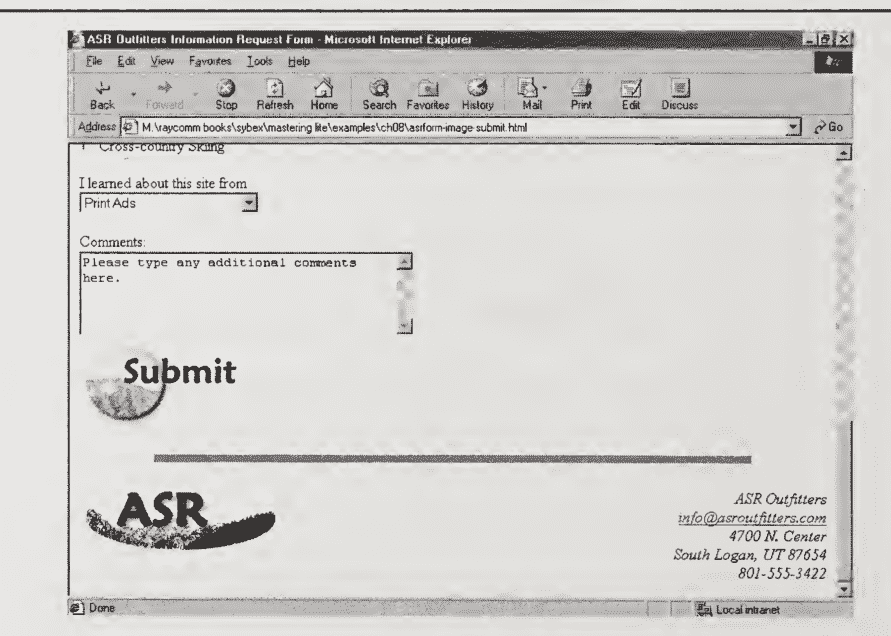 ASR Outfitters Information Request Form - Microsoft Internet Explorer
File Edit View Favorites Tools Help
Back Forward Stop Refresh Home Search Favorites History Mail Print Edit Discuss
Address M:\raycomm books\sybex\mastering lite\examples\ch08\asrform-image-submit.html Go
Cross-country Skiing
I learned about this site from
Print Ads
Comments:
Please type any additional comments
here.
Submit
ASR
ASR Outfitters
info@asroutfitters.com
4700 N. Center
South Logan, UT 87654
801-555-3422
Done Local intranet